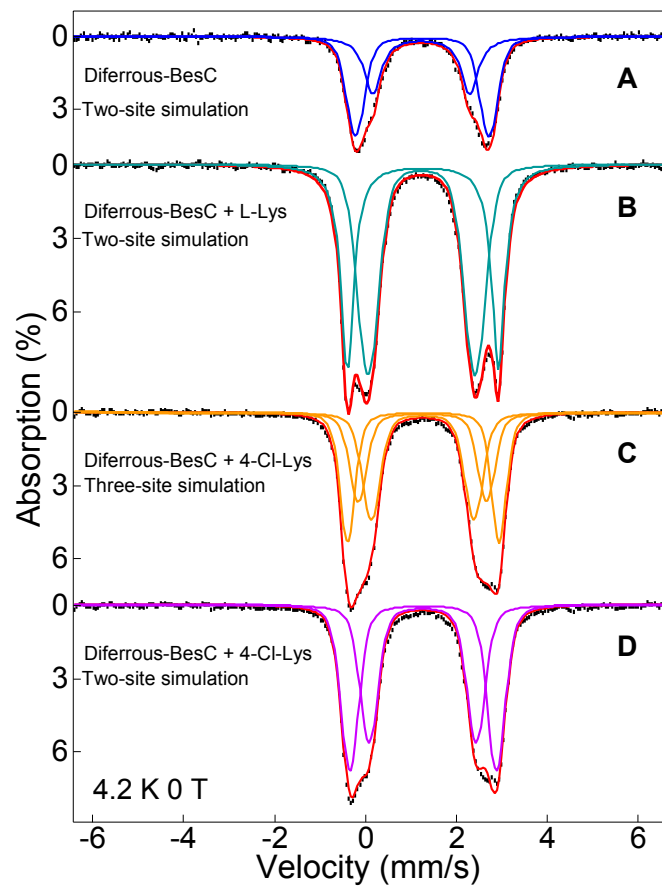 0
3
Diferrous-BesC
Two-site simulation
A
0
3
6
Diferrous-BesC + L-Lys
Two-site simulation
B
0
3
6
Diferrous-BesC + 4-Cl-Lys
Three-site simulation
C
0
3
6
Diferrous-BesC + 4-Cl-Lys
Two-site simulation
D
4.2 K 0 T
Absorption (%)
-6 -4 -2 0 2 4 6
Velocity (mm/s)